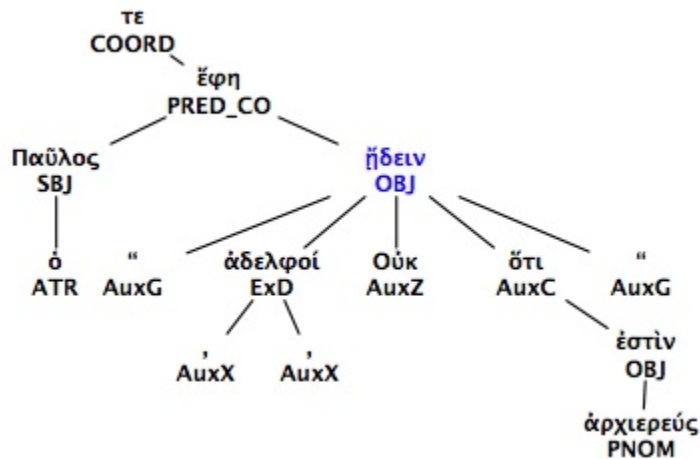 τε
COORD
ἔφη
PRED_CO
Παῦλος ᾔδειν
SBJ OBJ
ὁ “ ἀδελφοί Οὐκ ὅτι “
ATR AuxG ExD AuxZ AuxC AuxG
, , ἐστὶν
AuxX AuxX OBJ
ἀρχιερεύς
PNOM